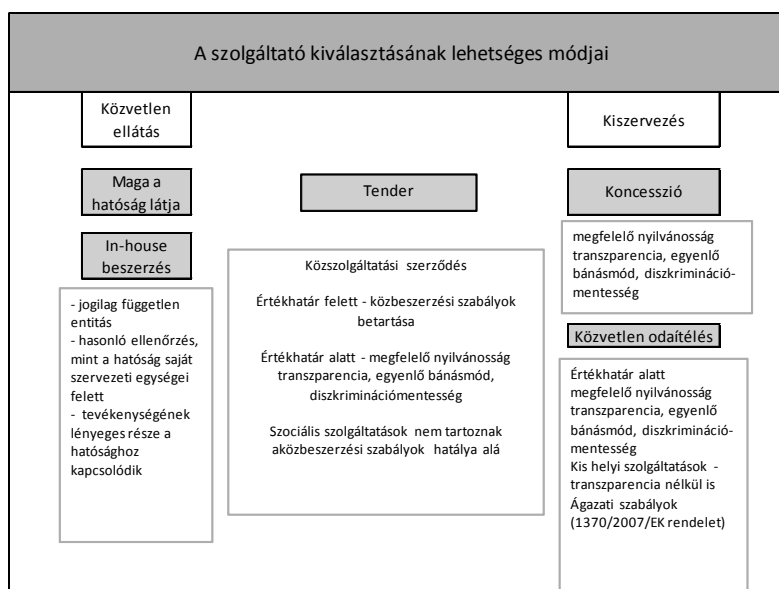 A szolgáltató kiválasztásának lehetséges módjai
Közvetlen
ellátás
Maga a
hatóság látja
In-house
beszerzés
- jogilag független
entitás
- hasonló ellenőrzés,
mint a hatóság saját
szervezeti egységei
felett
- tevékenységének
lényeges része a
hatósághoz
kapcsolódik
Tender
Közszolgáltatási szerződés
Értékhatár felett - közbeszerzési szabályok
betartása
Értékhatár alatt - megfelelő nyilvánosság
transzparencia, egyenlő bánásmód,
diszkriminációmentesség
Szociális szolgáltatások nem tartoznak
aközbeszerzési szabályok hatálya alá
Kiszervezés
Koncesszió
megfelelő nyilvánosság
transzparencia, egyenlő
bánásmód, diszkrimináció-
mentesség
Közvetlen odaítélés
Értékhatár alatt
megfelelő nyilvánosság
transzparencia, egyenlő
bánásmód, diszkrimináció-
mentesség
Kis helyi szolgáltatások -
transzparencia nélkül is
Ágazati szabályok
(1370/2007/EK rendelet)